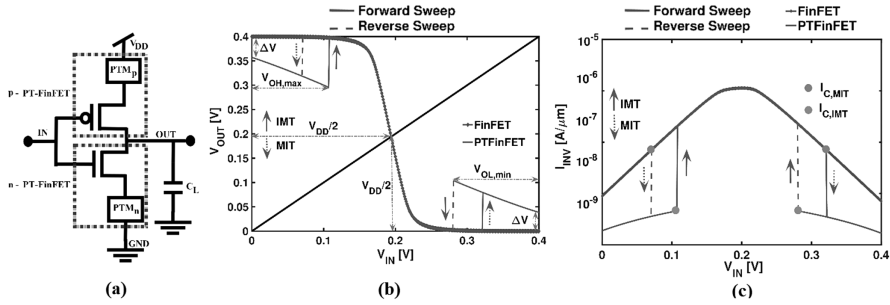 V_DD
PTM_p
p - PT-FinFET
IN
OUT
n - PT-FinFET
C_L
PTM_n
GND
(a)
Forward Sweep
Reverse Sweep
0.4
0.35
0.3
0.25
0.2
0.15
0.1
0.05
0
V_OUT [V]
ΔV
V_OH,max
IMT
MIT
V_DD/2
V_DD/2
FinFET
PTFinFET
V_OL,min
ΔV
0
0.1
0.2
0.3
0.4
V_IN [V]
(b)
Forward Sweep
Reverse Sweep
FinFET
PTFinFET
10^-5
10^-6
10^-7
10^-8
10^-9
I_INV [A/μm]
IMT
MIT
I_C,MIT
I_C,IMT
0
0.1
0.2
0.3
0.4
V_IN [V]
(c)